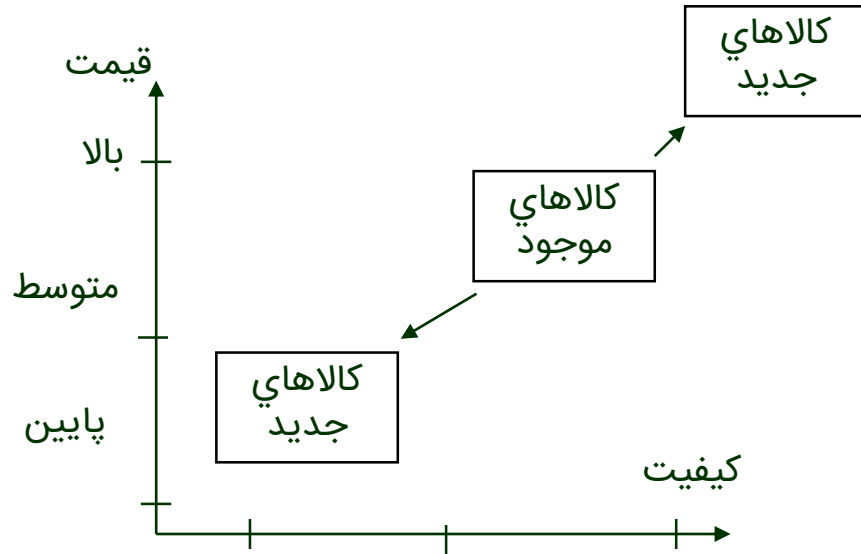 كالاهاي
جديد
قيمت
بالا
كالاهاي
موجود
متوسط
كالاهاي
جديد
پايين
كيفيت